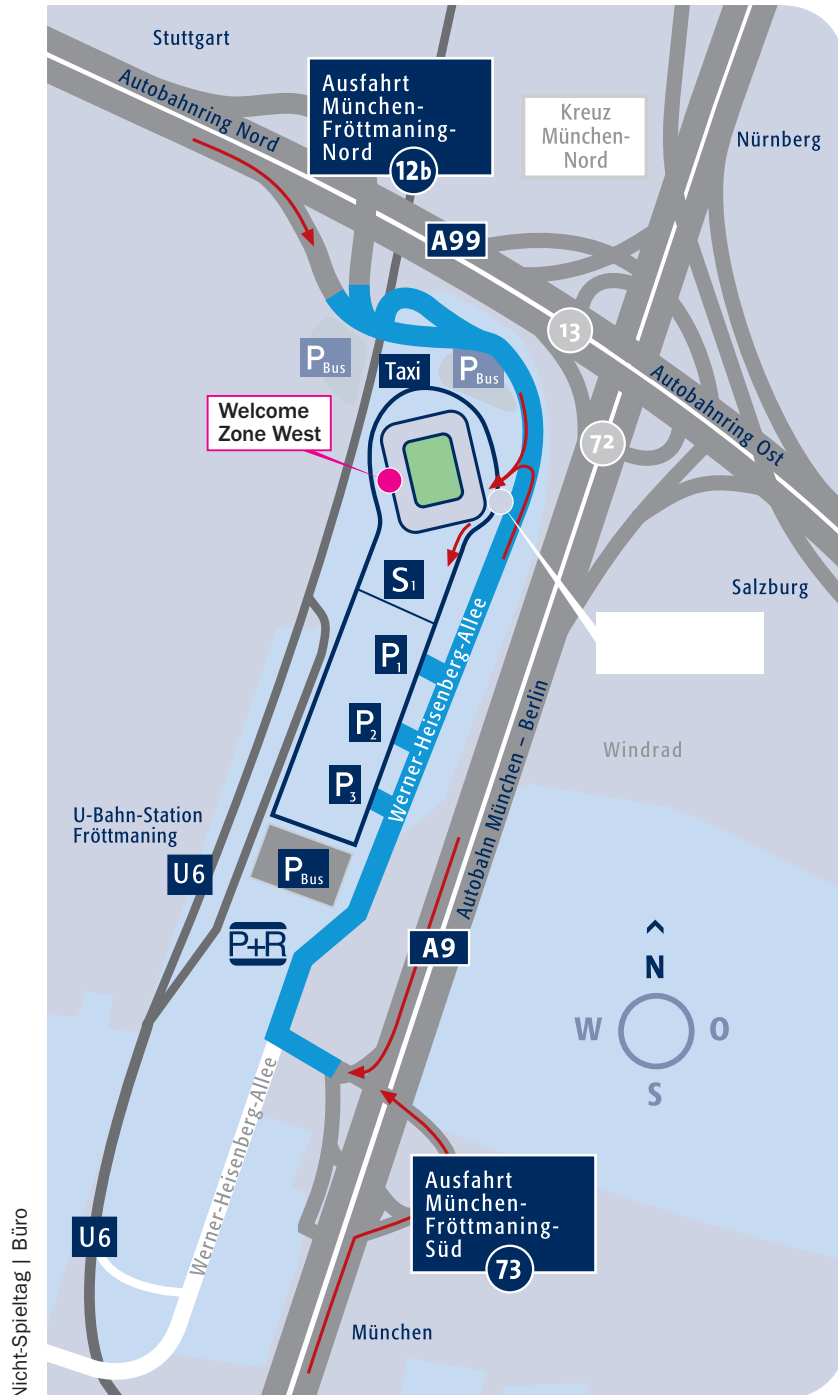 Stuttgart
Autobahnring Nord
Ausfahrt
München-
Fröttmaning-
Nord
12b
Kreuz
München-
Nord
Nürnberg
A99
13
P Bus
Taxi
P Bus
Autobahnring Ost
Welcome
Zone West
72
S1
Salzburg
P1
Werner-Heisenberg-Allee
P2
Autobahn München – Berlin
Windrad
P3
U-Bahn-Station
Fröttmaning
U6
P Bus
P+R
A9
N
W
O
S
Werner-Heisenberg-Allee
Ausfahrt
München-
Fröttmaning-
Süd
73
U6
München
Nicht-Spieltag | Büro